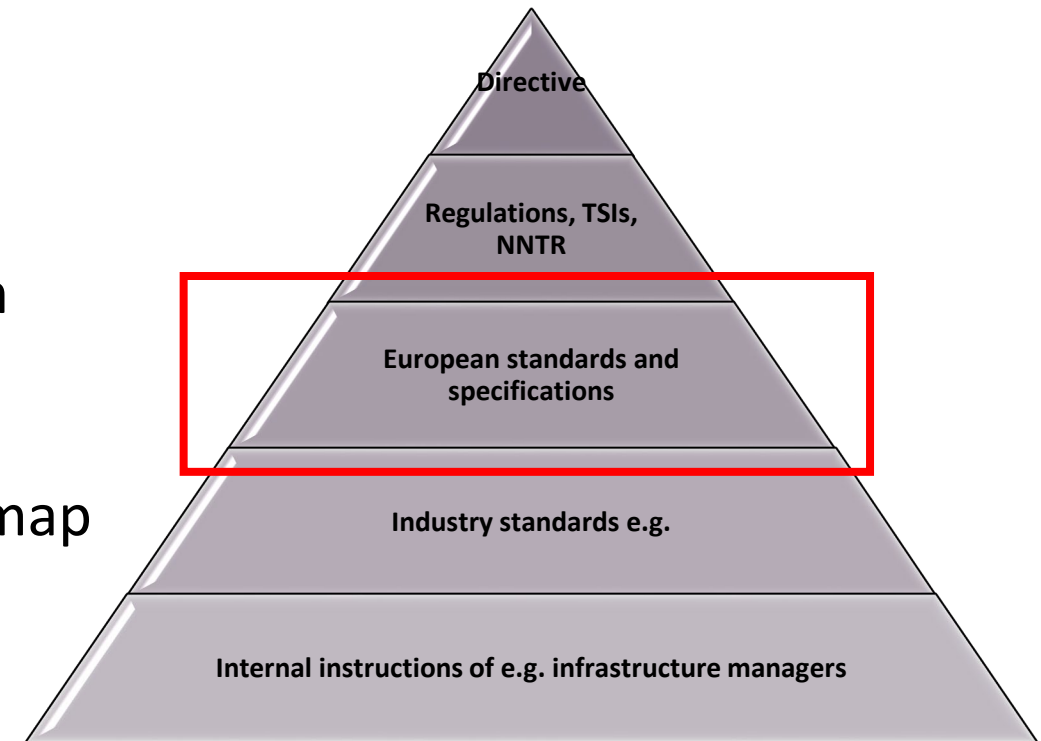 Directive
Regulations, TSIs,
NNTR
European standards and
specifications
map
Industry standards e.g.
Internal instructions of e.g. infrastructure managers